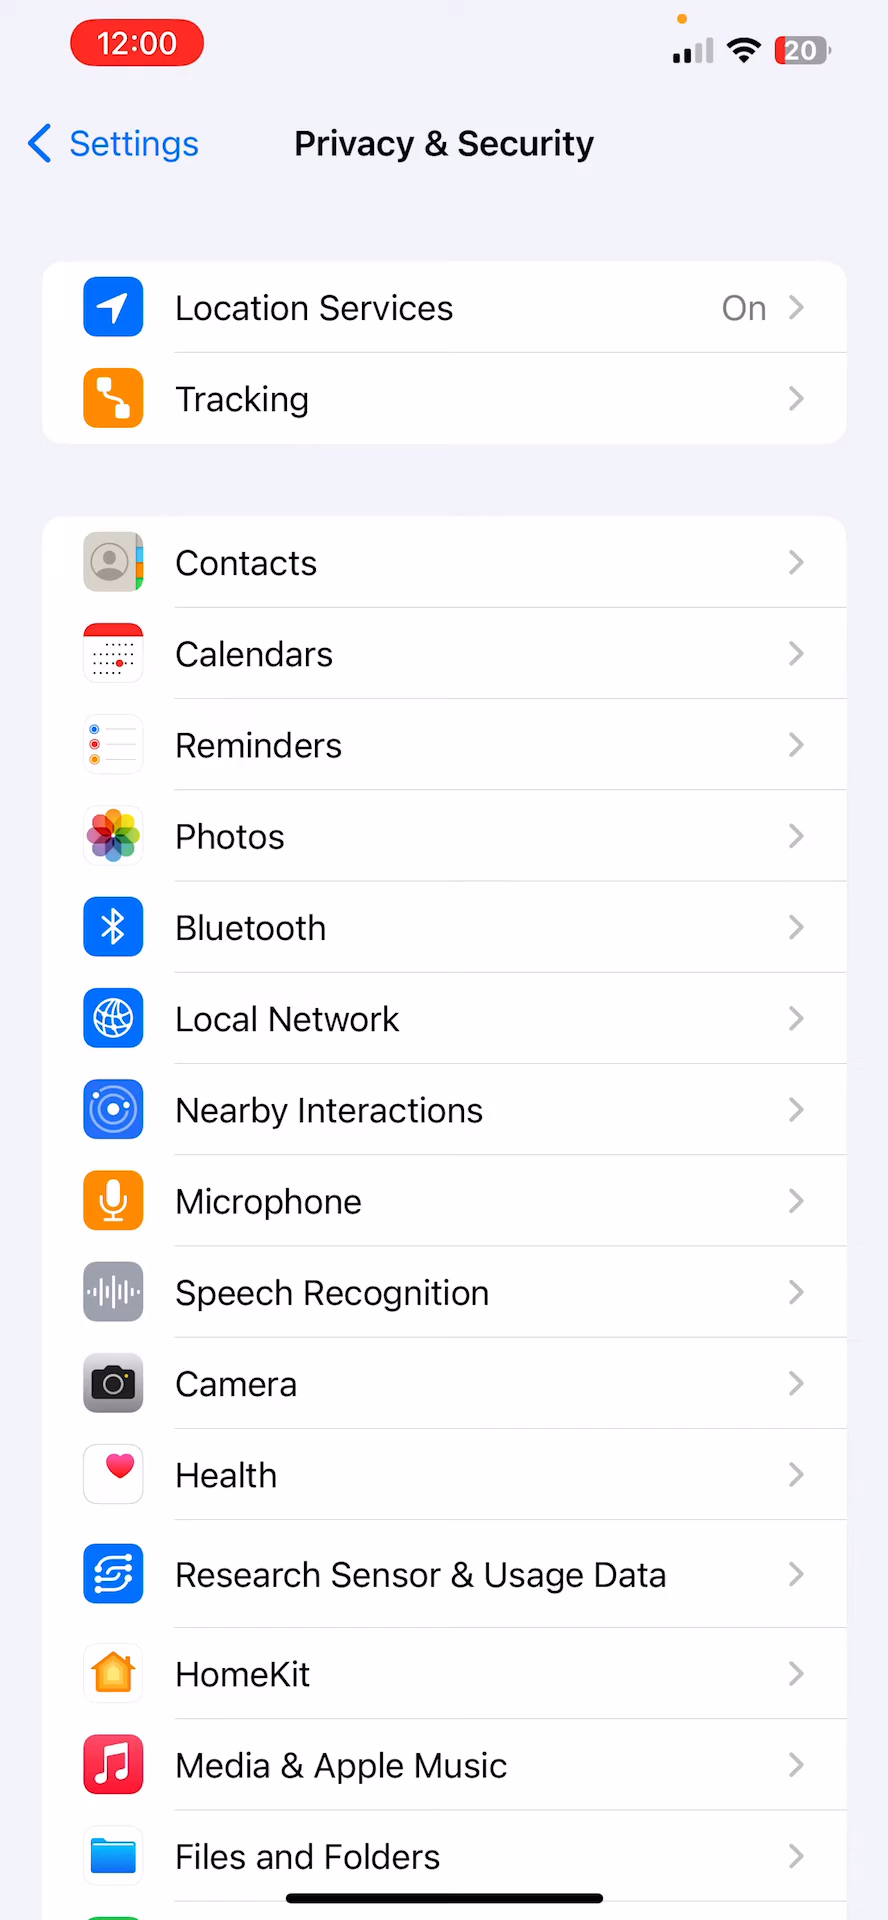 12:00
20
Settings
Privacy & Security
Location Services On
Tracking
Contacts
Calendars
Reminders
Photos
Bluetooth
Local Network
Nearby Interactions
Microphone
Speech Recognition
Camera
Health
Research Sensor & Usage Data
HomeKit
Media & Apple Music
Files and Folders